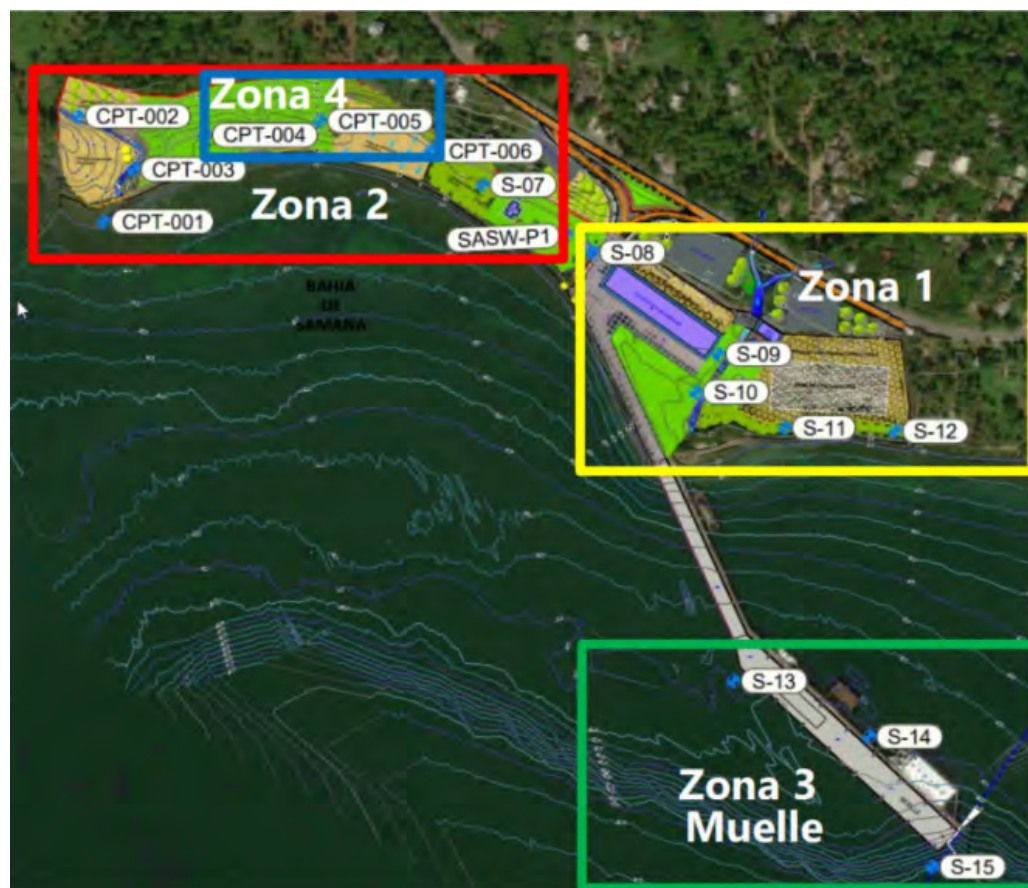 Zona 4
CPT-002
CPT-005
CPT-004
CPT-006
CPT-003
S-07
Zona 2
CPT-001
SASW-P1
S-08
BAHIA
DE
SAMANA
Zona 1
S-09
S-10
S-11
S-12
S-13
S-14
Zona 3
Muelle
S-15